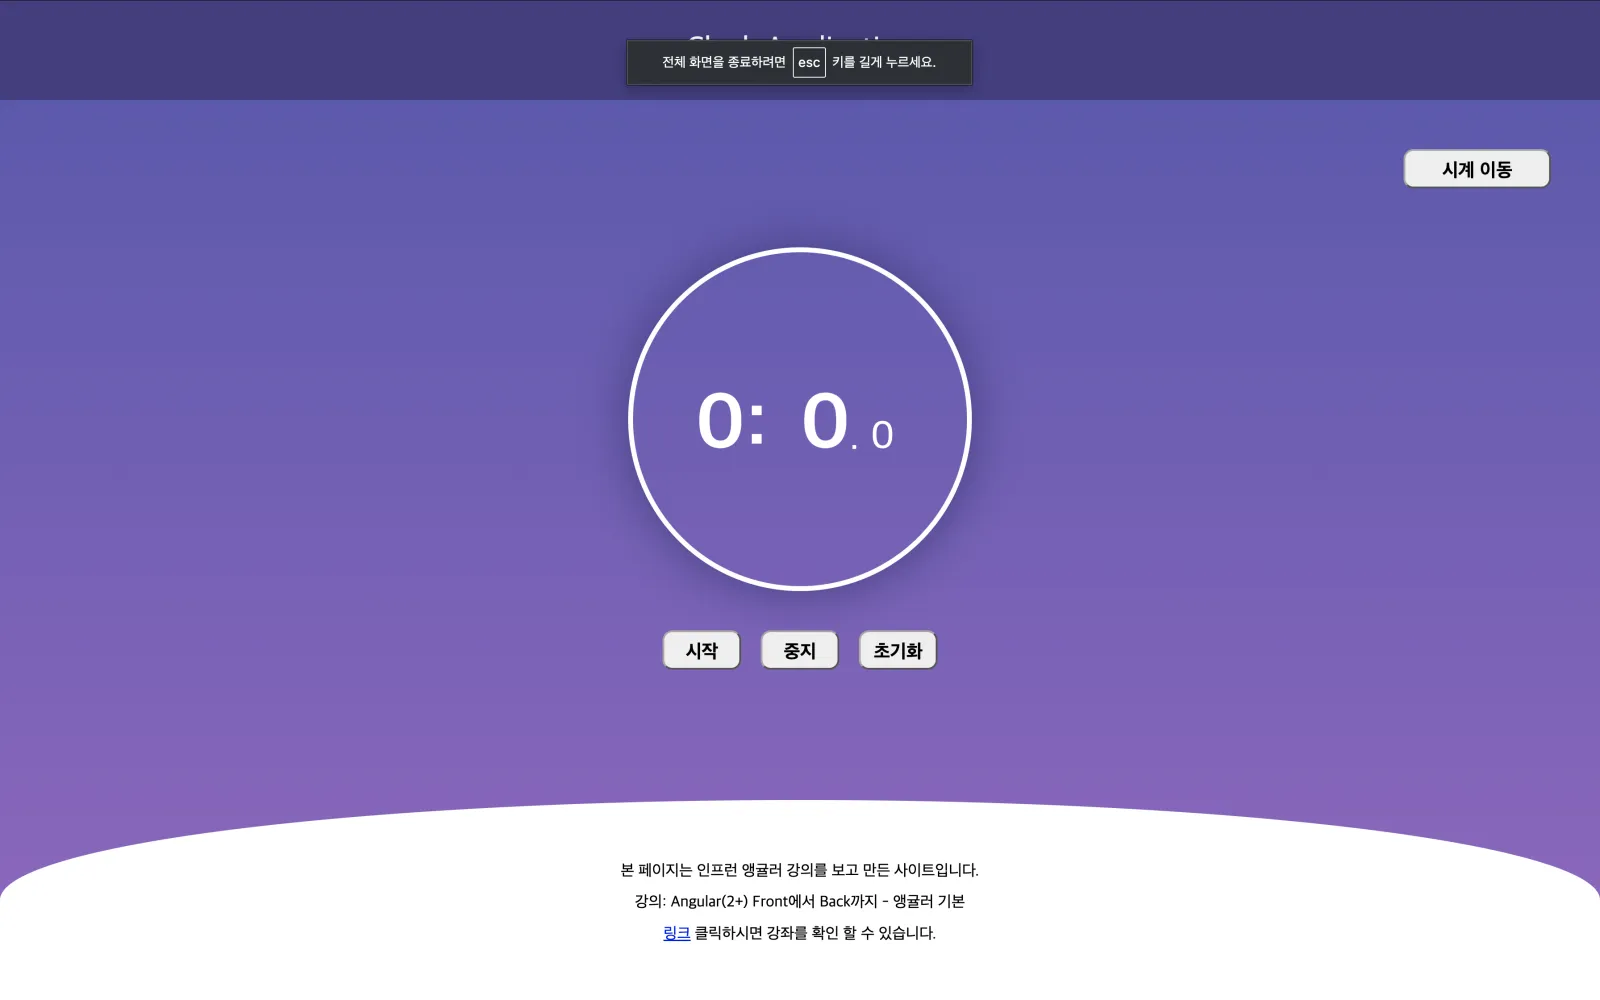 전체 화면을 종료하려면 esc 키를 길게 누르세요.
시계 이동
0: 0. 0
시작 중지 초기화
본 페이지는 인프런 앵귤러 강의를 보고 만든 사이트입니다.
강의: Angular(2+) Front에서 Back까지 - 앵귤러 기본
링크 클릭하시면 강좌를 확인 할 수 있습니다.